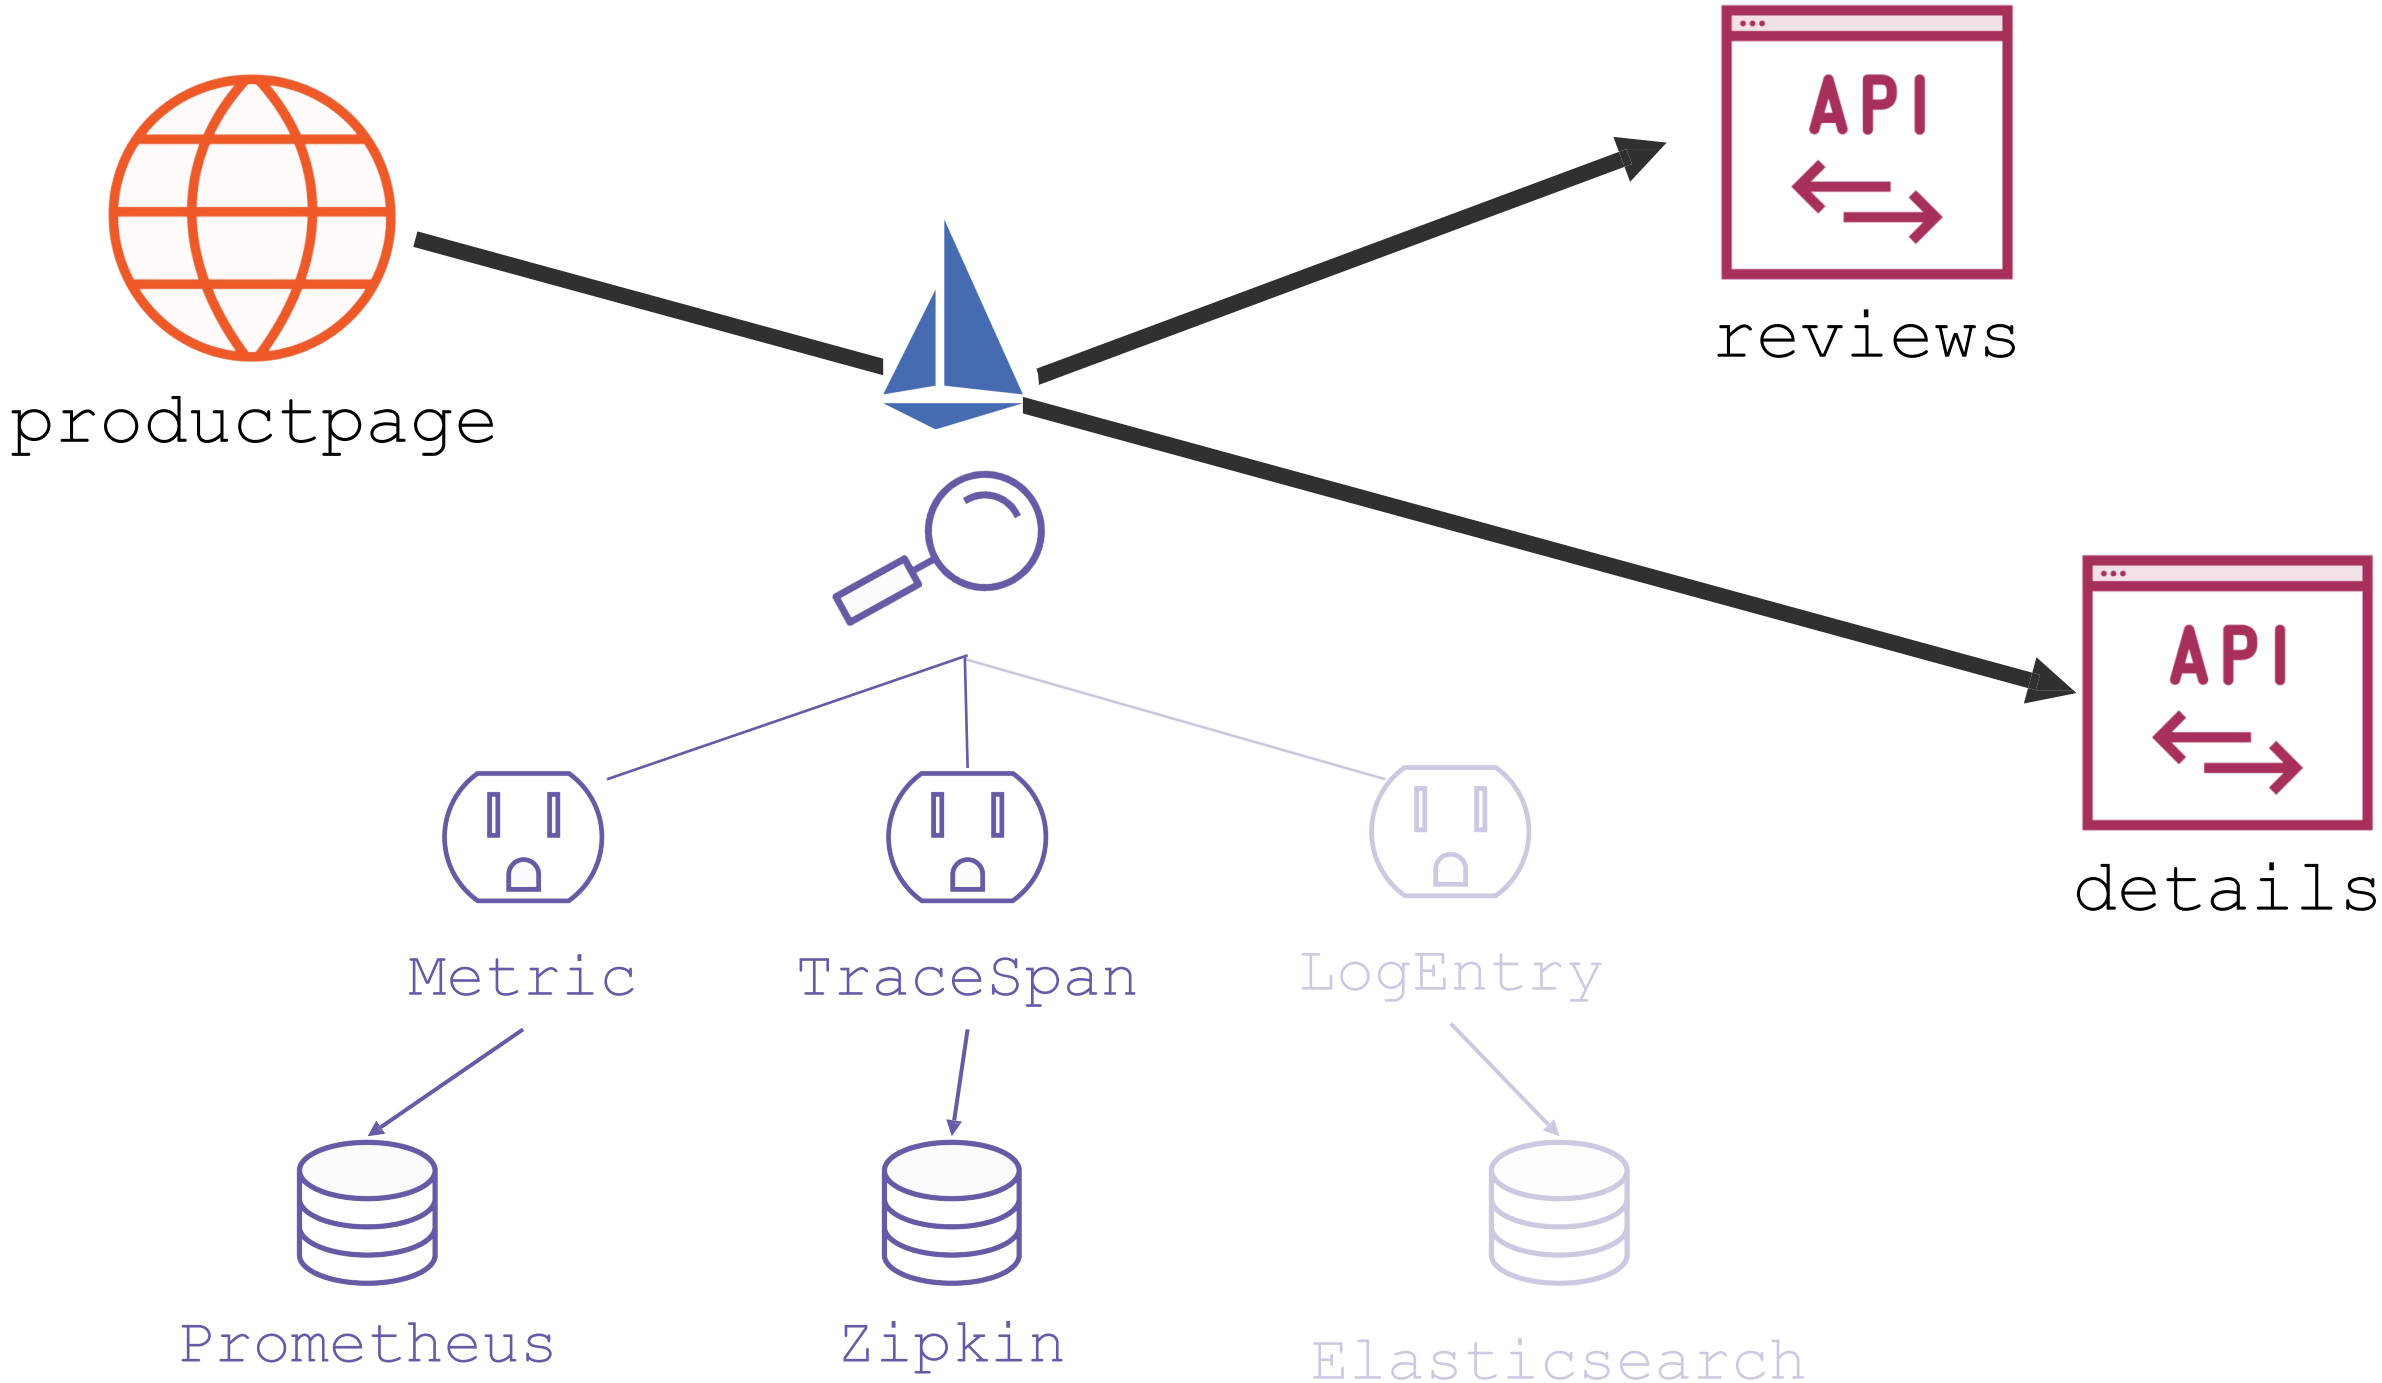 API
reviews
productpage
API
details
Metric
TraceSpan
LogEntry
Prometheus
Zipkin
Elasticsearch